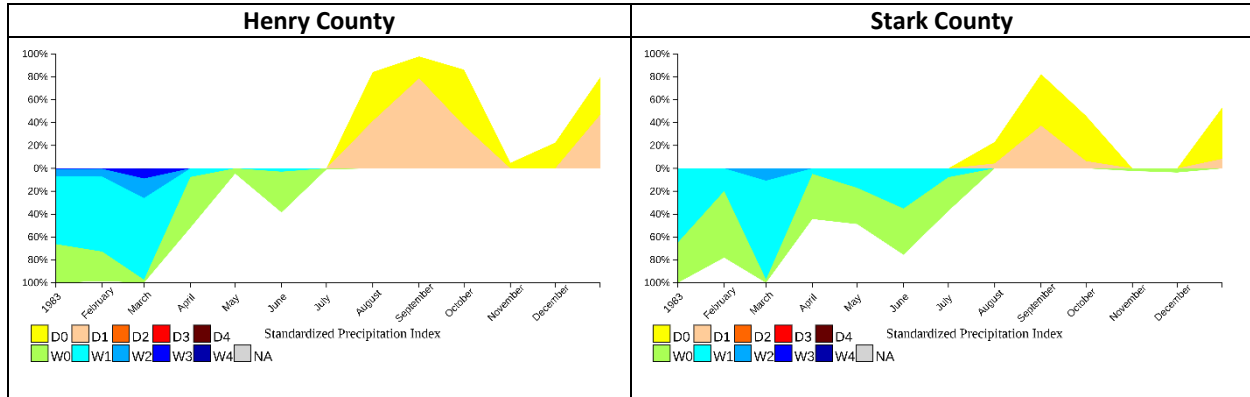 Henry County
Stark County
100%
80%
60%
40%
20%
0%
20%
40%
60%
80%
100%
1983
February
March
April
May
June
July
August
September
October
November
December
Standardized Precipitation Index
D0 D1 D2 D3 D4
W0 W1 W2 W3 W4 NA
100%
80%
60%
40%
20%
0%
20%
40%
60%
80%
100%
1983
February
March
April
May
June
July
August
September
October
November
December
Standardized Precipitation Index
D0 D1 D2 D3 D4
W0 W1 W2 W3 W4 NA